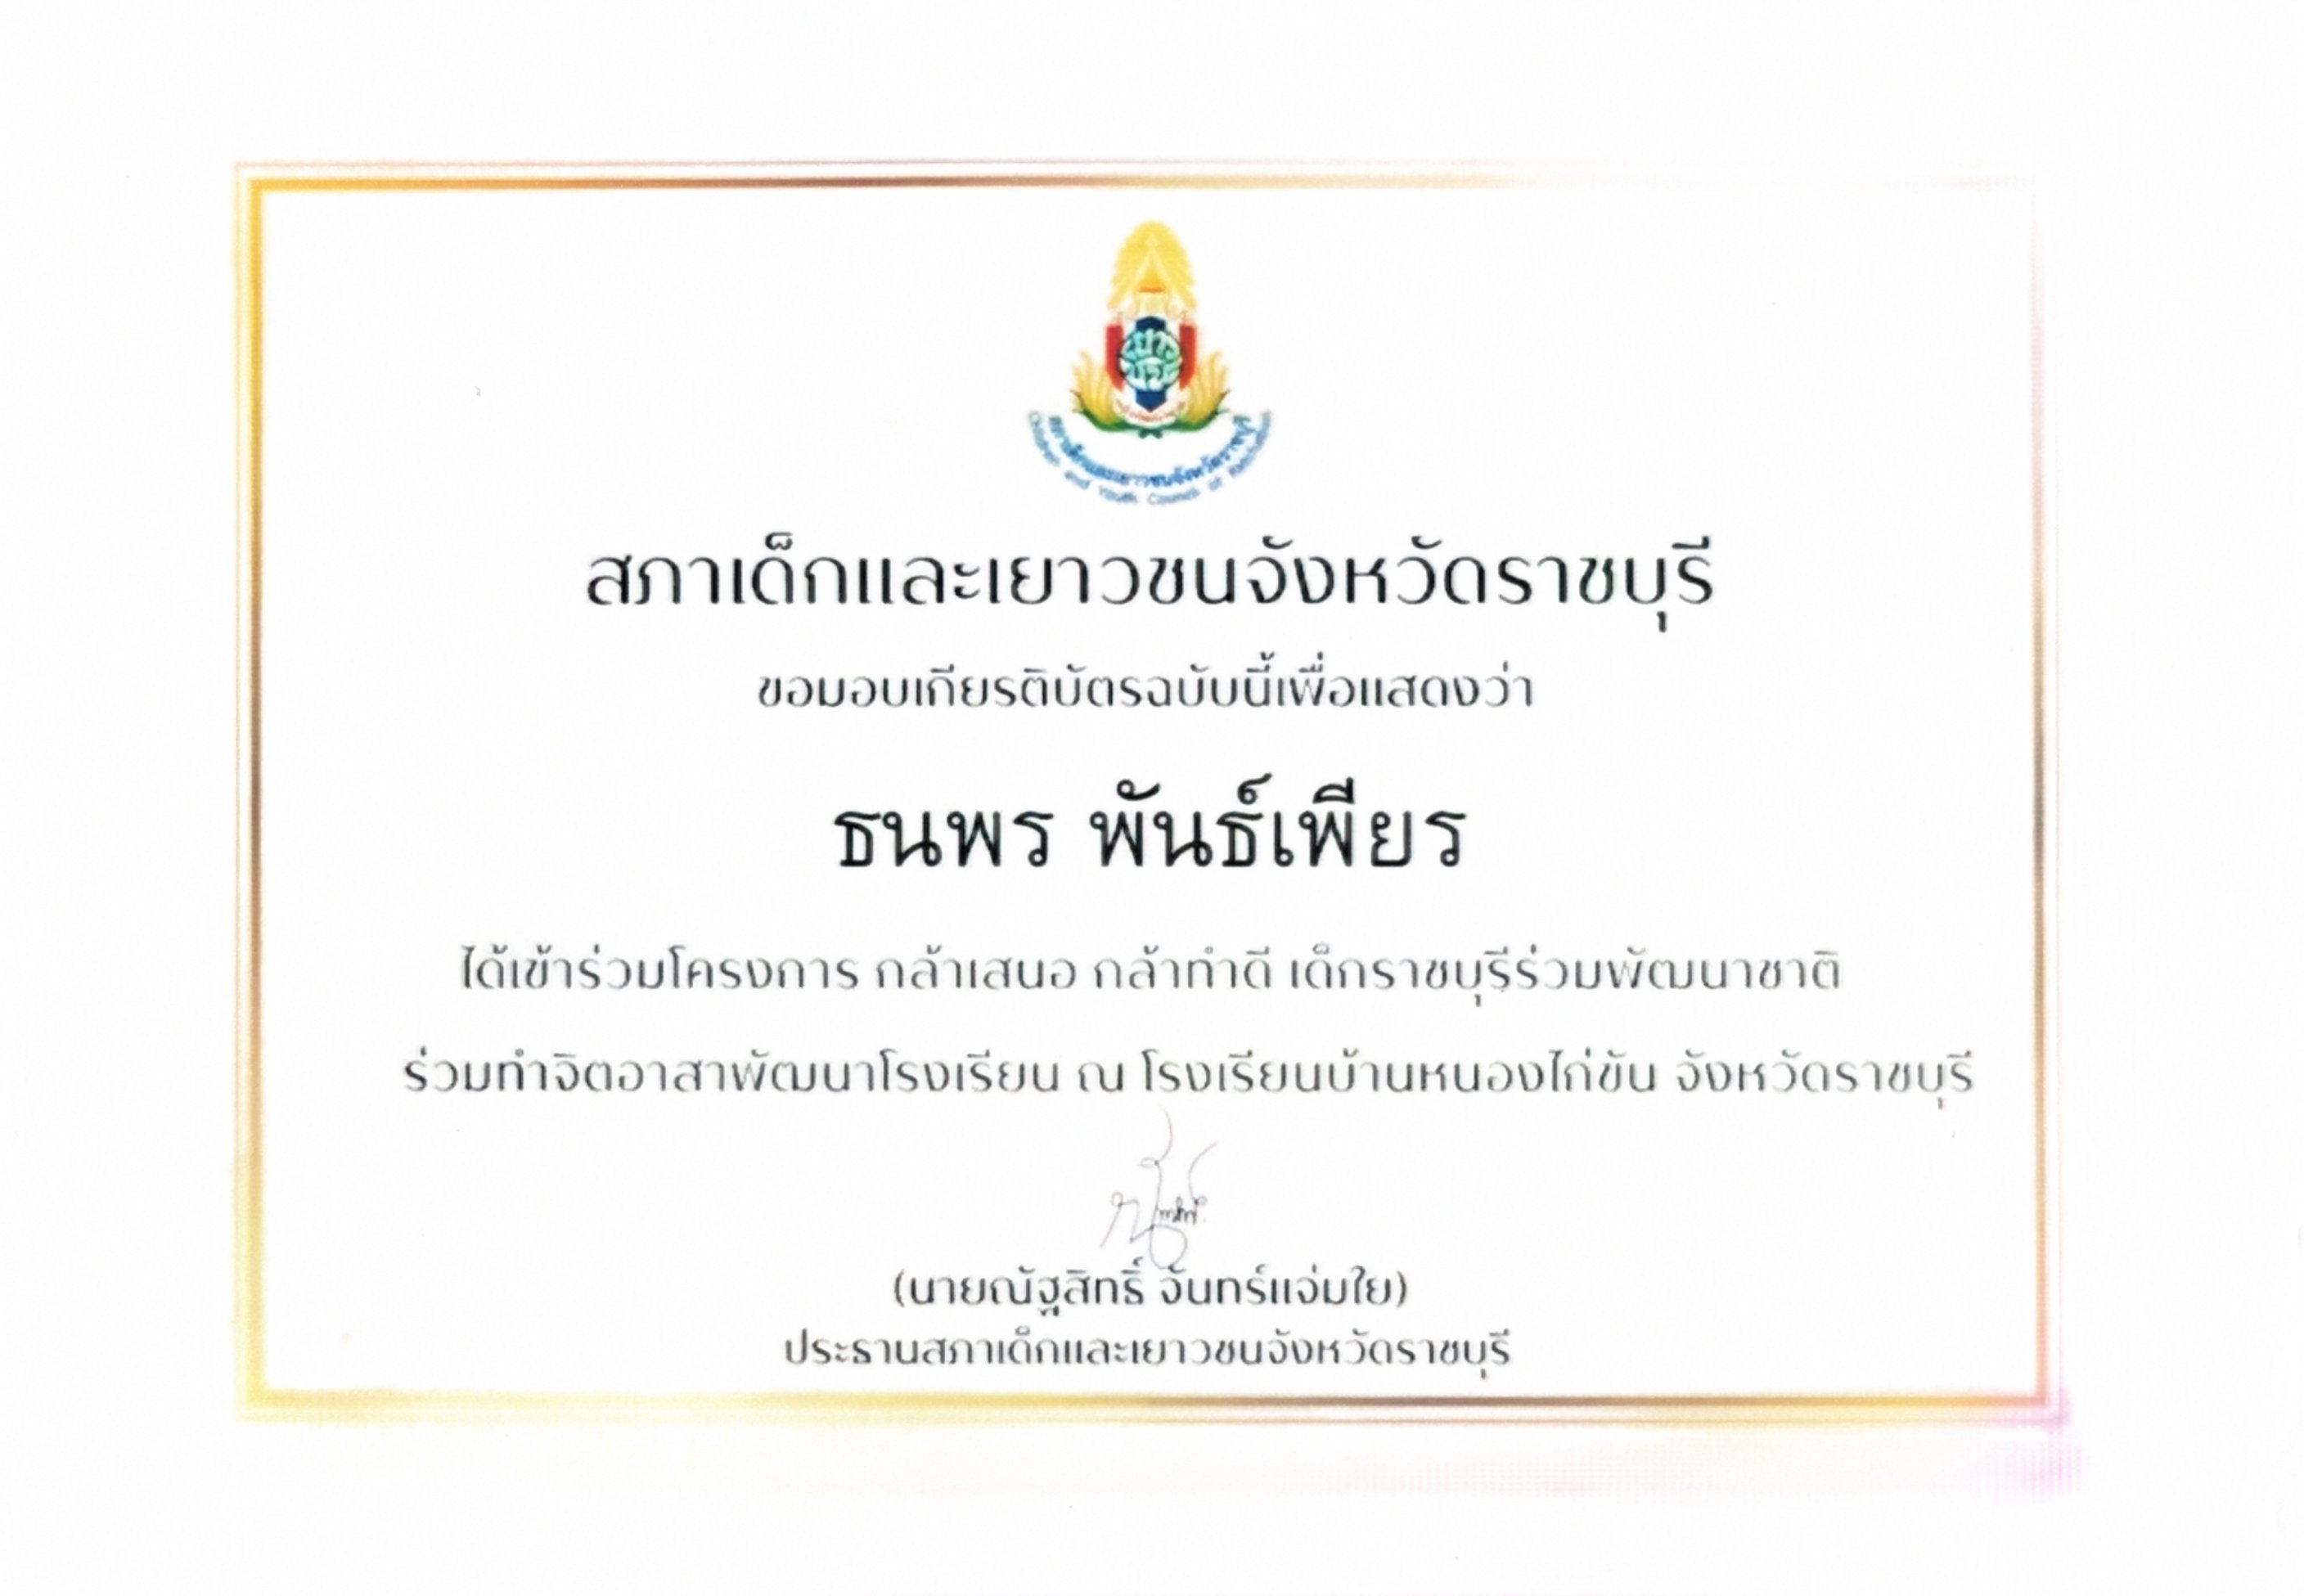 สภาเด็กและเยาวชนจังหวัดราชบุรี
Children and Youth Council of Ratchaburi
สภาเด็กและเยาวชนจังหวัดราชบุรี
ขอมอบเกียรติบัตรฉบับนี้เพื่อแสดงว่า
ธนพร พันธ์เพียร
ได้เข้าร่วมโครงการ กล้าเสนอ กล้าทำดี เด็กราชบุรีร่วมพัฒนาชาติ
ร่วมทำจิตอาสาพัฒนาโรงเรียน ณ โรงเรียนบ้านหนองไก่ขัน จังหวัดราชบุรี
(นายณัฐสิทธิ์ จันทร์แจ่มใย)
ประธานสภาเด็กและเยาวชนจังหวัดราชบุรี